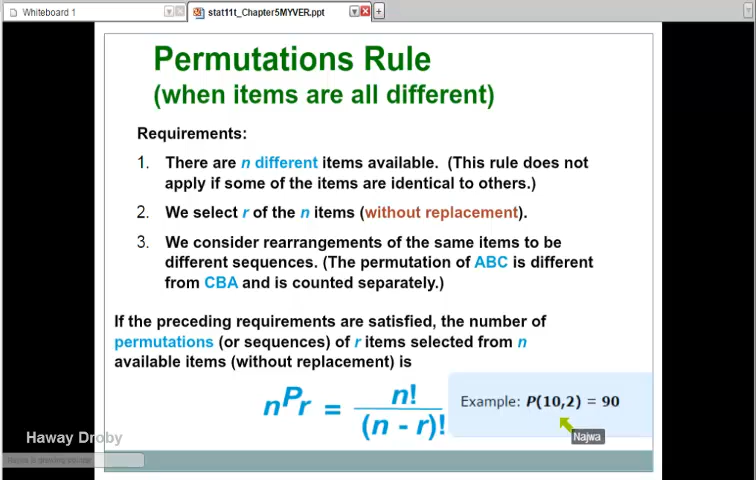 Whiteboard 1
stat11t_Chapter5MYVER.ppt
Permutations Rule
(when items are all different)
Requirements:
1. There are n different items available. (This rule does not
apply if some of the items are identical to others.)
2. We select r of the n items (without replacement).
3. We consider rearrangements of the same items to be
different sequences. (The permutation of ABC is different
from CBA and is counted separately.)
If the preceding requirements are satisfied, the number of
permutations (or sequences) of r items selected from n
available items (without replacement) is
nPr = n! / (n - r)!
Example: P(10,2) = 90
Najwa
Haway Droby